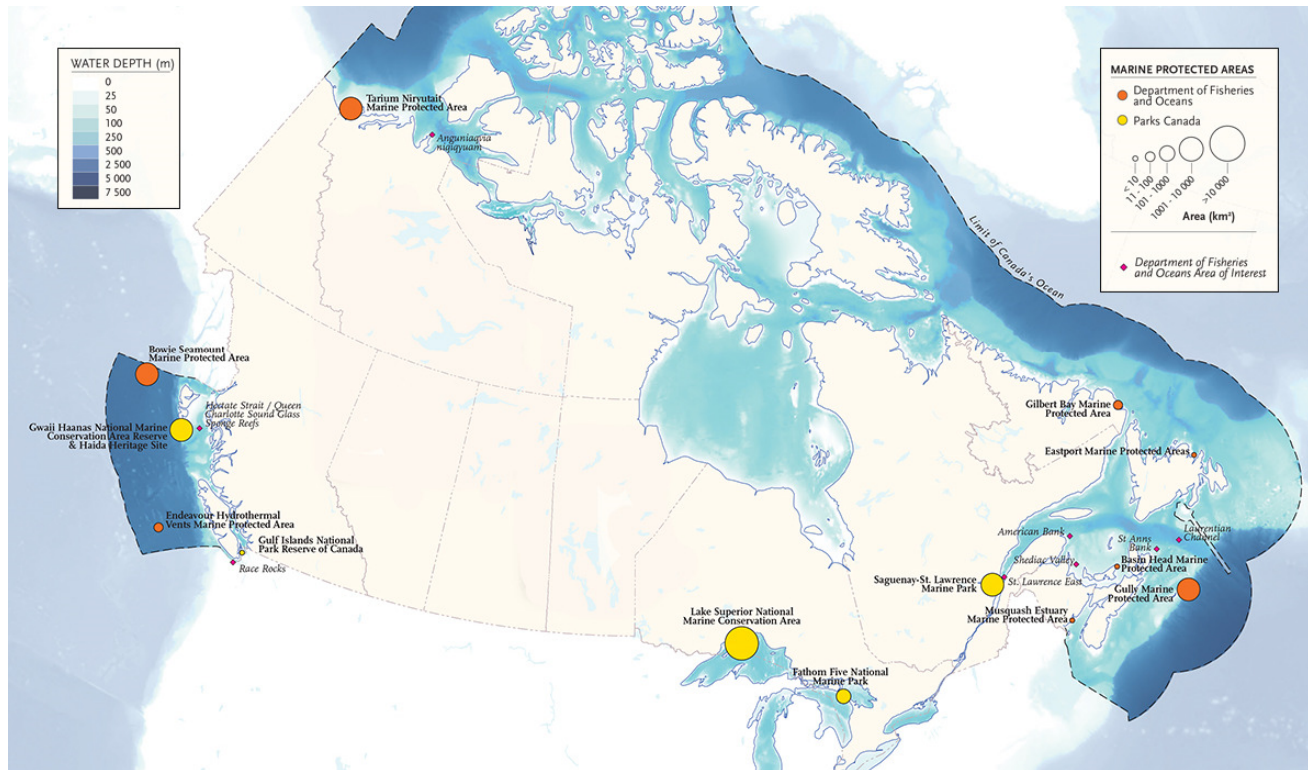 WATER DEPTH (m)
0
25
50
100
250
500
2 500
5 000
7 500
MARINE PROTECTED AREAS
Department of Fisheries
and Oceans
Parks Canada
< 10
11 - 100
101 - 1000
1001 - 10 000
>10 000
Area (km²)
Department of Fisheries
and Oceans Area of Interest
Tarium Niryutait
Marine Protected Area
Anguniaqvia
niqiqyuam
Limit of Canada's Ocean
Bowie Seamount
Marine Protected Area
Hecate Strait / Queen
Charlotte Sound Glass
Sponge Reefs
Gwaii Haanas National Marine
Conservation Area Reserve
& Haida Heritage Site
Endeavour Hydrothermal
Vents Marine Protected Area
Gulf Islands National
Park Reserve of Canada
Race Rocks
Gilbert Bay Marine
Protected Area
Eastport Marine Protected Areas
American Bank
St Anns
Bank
Laurentian
Channel
Shediac Valley
Basin Head Marine
Protected Area
St. Lawrence East
Saguenay-St. Lawrence
Marine Park
Gully Marine
Protected Area
Musquash Estuary
Marine Protected Area
Lake Superior National
Marine Conservation Area
Fathom Five National
Marine Park